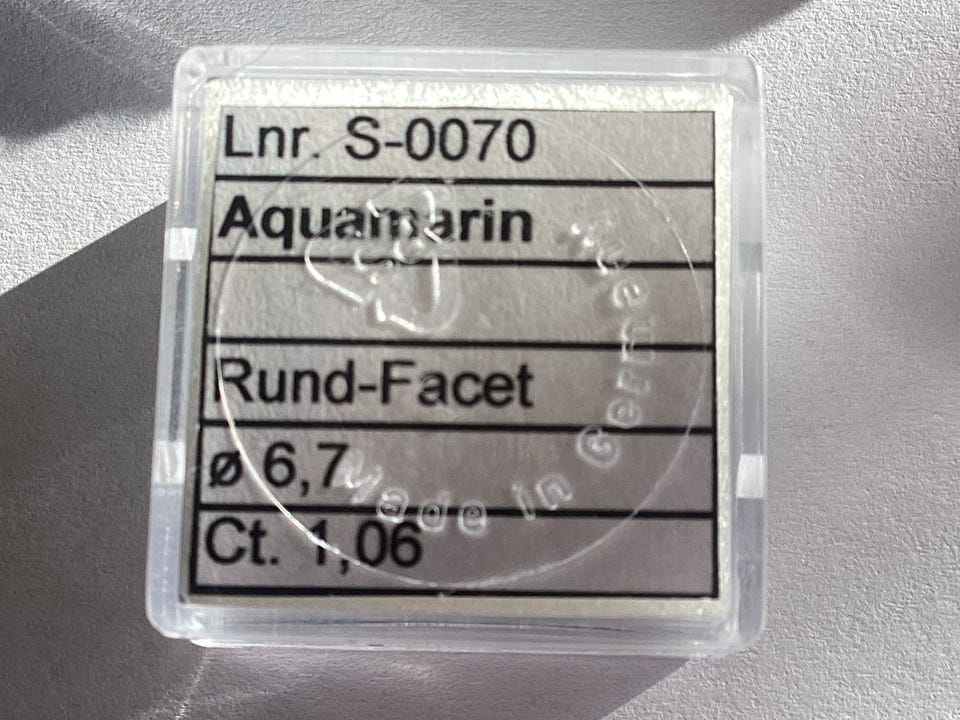 Lnr. S-0070
Aquamarin
Rund-Facet
ø 6,7
Ct. 1,06
Made in Germany